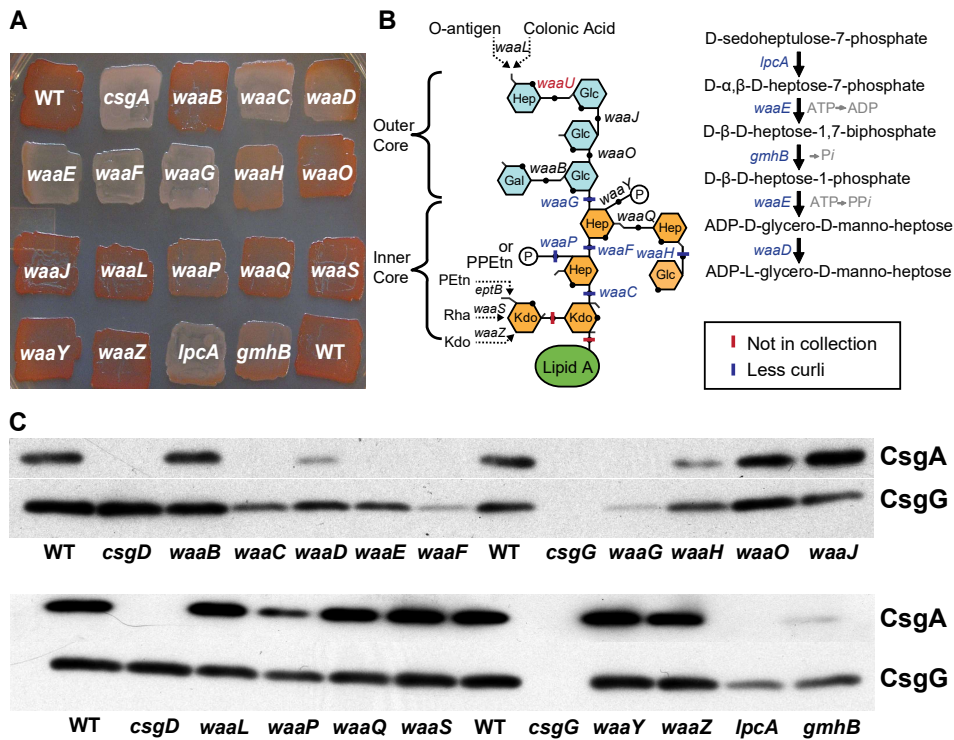 A
WT csgA waaB waaC waaD
waaE waaF waaG waaH waaO
waaJ waaL waaP waaQ waaS
waaY waaZ lpcA gmhB WT
B
O-antigen Colonic Acid
waaL
waaU
Hep Glc
waaJ
Glc
waaO
waaB
Gal Glc
waaG
waaY
P
waaQ
Hep Hep
waaP waaF waaH
or P
PPEtn Hep Glc
PEtn waaC
eptB
Rha waaS
Kdo Kdo
Kdo waaZ
Lipid A
Outer
Core
Inner
Core
D-sedoheptulose-7-phosphate
lpcA
D-α,β-D-heptose-7-phosphate
waaE ATP ADP
D-β-D-heptose-1,7-biphosphate
gmhB Pi
D-β-D-heptose-1-phosphate
waaE ATP PPi
ADP-D-glycero-D-manno-heptose
waaD
ADP-L-glycero-D-manno-heptose
Not in collection
Less curli
C
CsgA
CsgG
WT csgD waaB waaC waaD waaE waaF WT csgG waaG waaH waaO waaJ
CsgA
CsgG
WT csgD waaL waaP waaQ waaS WT csgG waaY waaZ lpcA gmhB